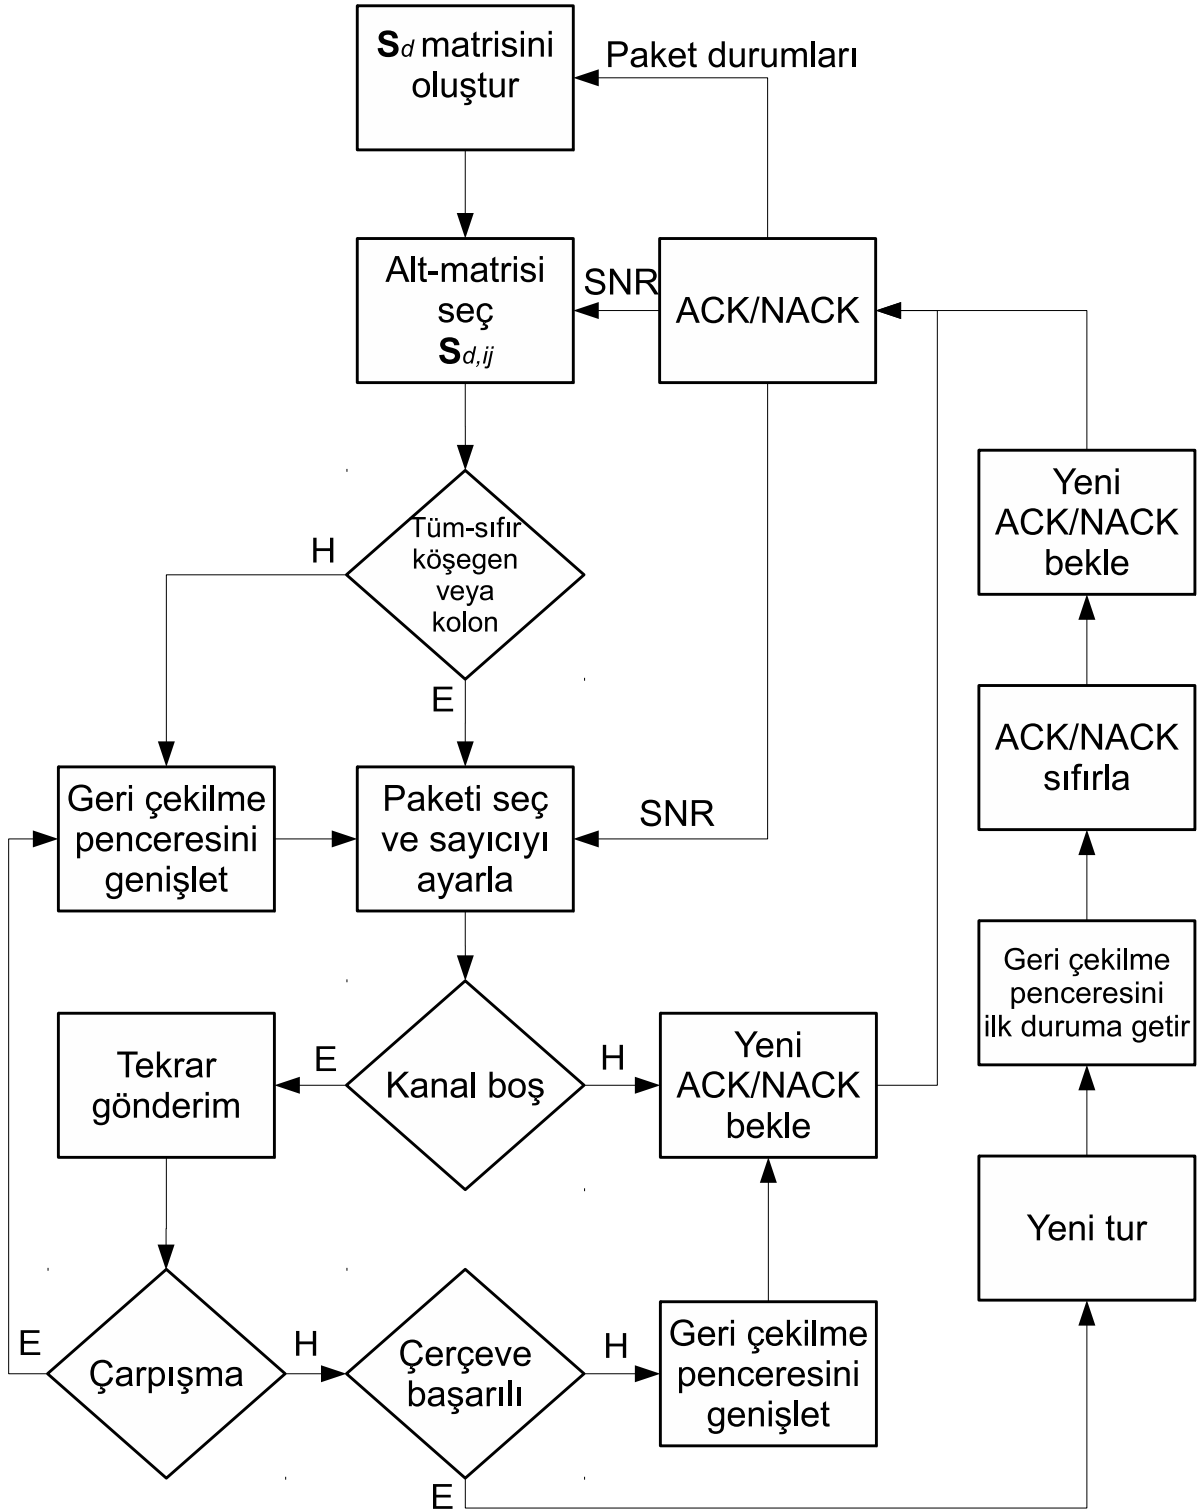 Sd matrisini
oluştur
Paket durumları
Alt-matrisi
seç
Sd,ij
SNR
ACK/NACK
Yeni
ACK/NACK
bekle
Tüm-sıfır
köşegen
veya
kolon
H
E
ACK/NACK
sıfırla
Geri çekilme
penceresini
genişlet
Paketi seç
ve sayıcıyı
ayarla
SNR
Geri çekilme
penceresini
ilk duruma getir
Tekrar
gönderim
E
Kanal boş
H
Yeni
ACK/NACK
bekle
Yeni tur
E
Çarpışma
H
Çerçeve
başarılı
H
Geri çekilme
penceresini
genişlet
E